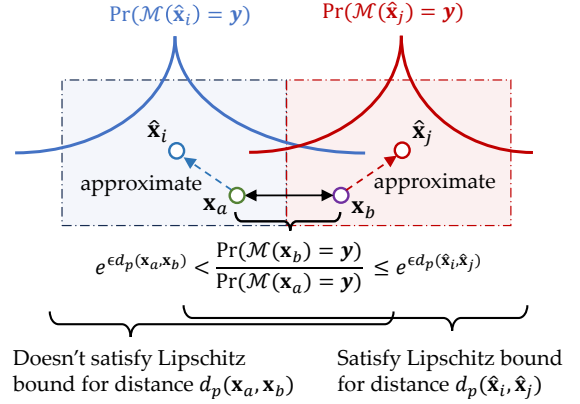 Pr(ℳ(x̂ᵢ) = y) Pr(ℳ(x̂ⱼ) = y)
x̂ᵢ x̂ⱼ
approximate approximate
xₐ x_b
e^{ϵd_p(xₐ,x_b)} < Pr(ℳ(x_b) = y) / Pr(ℳ(xₐ) = y) ≤ e^{ϵd_p(x̂ᵢ,x̂ⱼ)}
Doesn't satisfy Lipschitz
bound for distance d_p(xₐ, x_b)
Satisfy Lipschitz bound
for distance d_p(x̂ᵢ, x̂ⱼ)